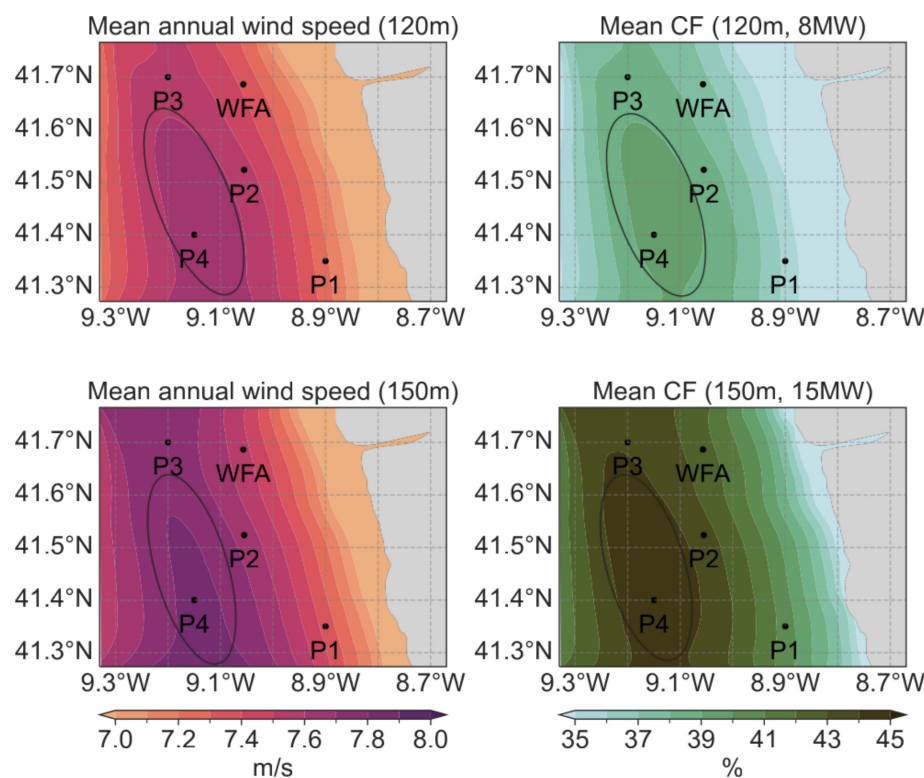 Mean annual wind speed (120m)
41.7°N
41.6°N
41.5°N
41.4°N
41.3°N
P3
WFA
P2
P4
P1
9.3°W 9.1°W 8.9°W 8.7°W
Mean CF (120m, 8MW)
41.7°N
41.6°N
41.5°N
41.4°N
41.3°N
P3
WFA
P2
P4
P1
9.3°W 9.1°W 8.9°W 8.7°W
Mean annual wind speed (150m)
41.7°N
41.6°N
41.5°N
41.4°N
41.3°N
P3
WFA
P2
P4
P1
9.3°W 9.1°W 8.9°W 8.7°W
Mean CF (150m, 15MW)
41.7°N
41.6°N
41.5°N
41.4°N
41.3°N
P3
WFA
P2
P4
P1
9.3°W 9.1°W 8.9°W 8.7°W
7.0 7.2 7.4 7.6 7.8 8.0
m/s
35 37 39 41 43 45
%